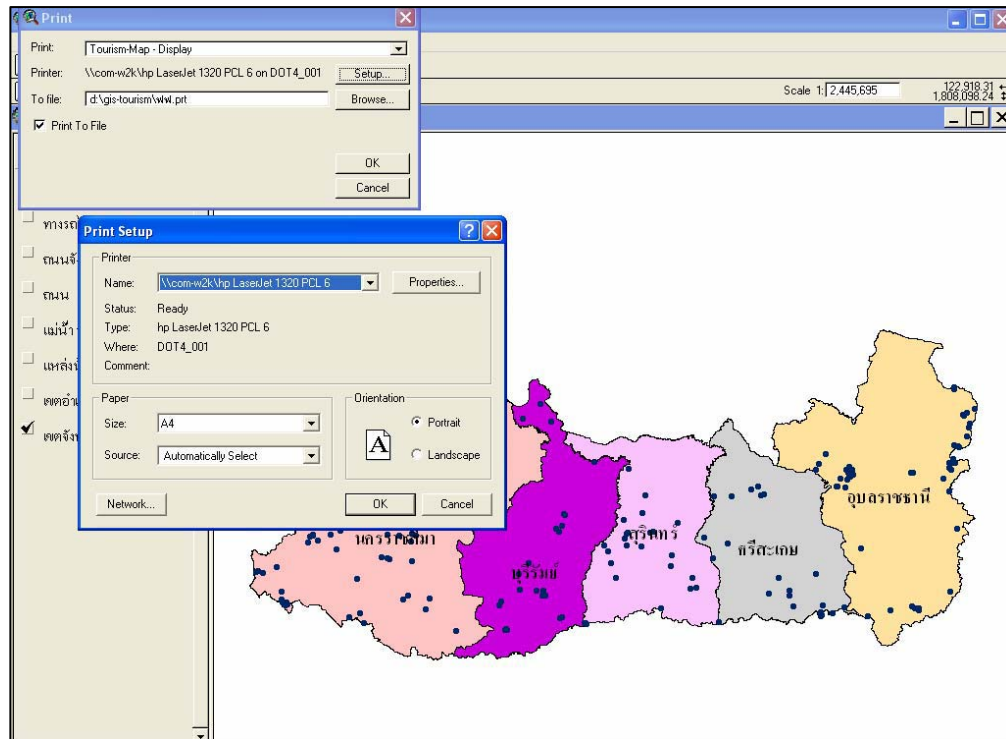 Print
Print: Tourism-Map - Display
Printer: \\com-w2k\hp LaserJet 1320 PCL 6 on DOT4_001 Setup...
To file: d:\gis-tourism\wlwl.prt Browse...
Print To File
OK
Cancel
Scale 1: 2,445,695
122,918.31
1,808,098.24
ทางรถ
ถนนจั
ถนน
แม่น้ำ
แหล่งน้
เขตอำเ
เขตจัง
Print Setup
Printer
Name: \\com-w2k\hp LaserJet 1320 PCL 6 Properties...
Status: Ready
Type: hp LaserJet 1320 PCL 6
Where: DOT4_001
Comment:
Paper
Size: A4
Source: Automatically Select
Orientation
A
Portrait
Landscape
Network...
OK
Cancel
นครราชสีมา
บุรีรัมย์
สุรินทร์
ศรีสะเกษ
อุบลราชธานี